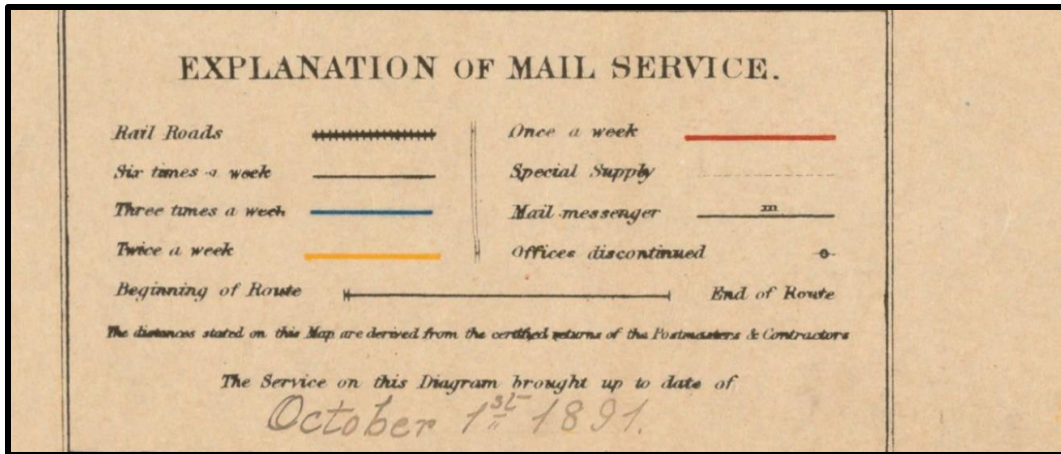 EXPLANATION OF MAIL SERVICE.
Rail Roads
Six times a week
Three times a week
Twice a week
Once a week
Special Supply
Mail messenger m
Offices discontinued
Beginning of Route End of Route
The distances stated on this Map are derived from the certified returns of the Postmasters & Contractors
The Service on this Diagram brought up to date of
October 1st 1891.